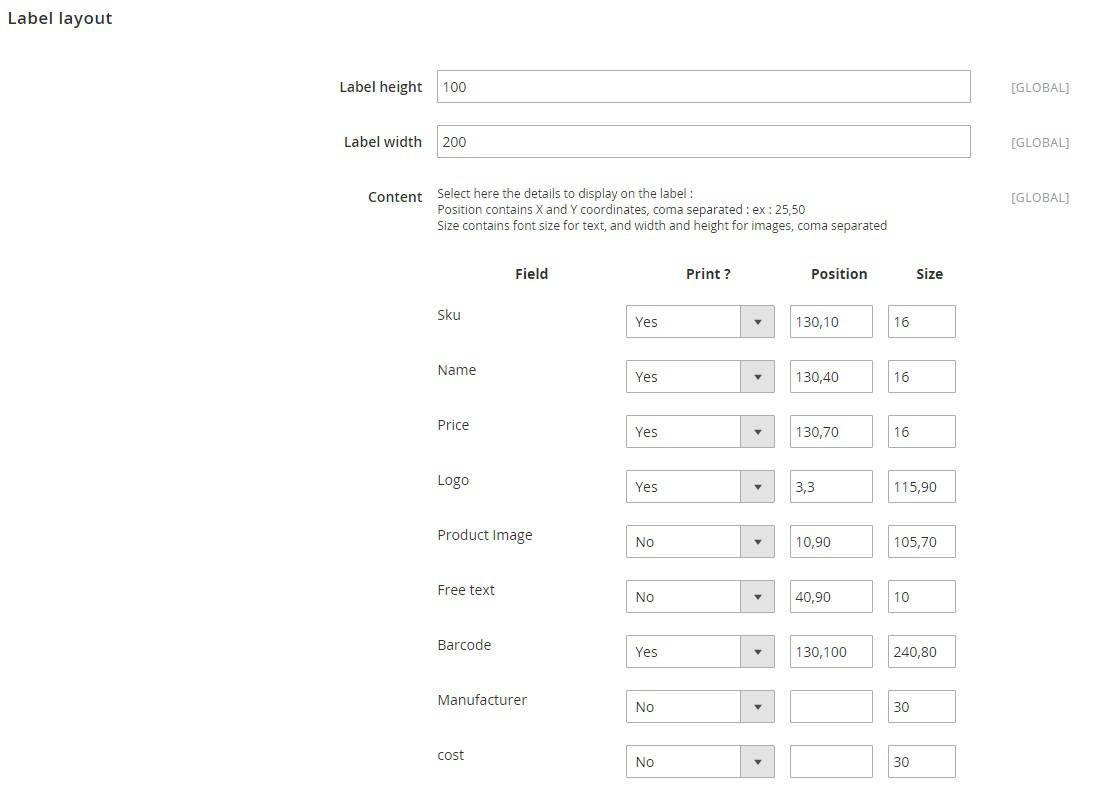 Label layout
Label height 100 [GLOBAL]
Label width 200 [GLOBAL]
Content Select here the details to display on the label : [GLOBAL]
Position contains X and Y coordinates, coma separated : ex : 25,50
Size contains font size for text, and width and height for images, coma separated
Field Print ? Position Size
Sku Yes 130,10 16
Name Yes 130,40 16
Price Yes 130,70 16
Logo Yes 3,3 115,90
Product Image No 10,90 105,70
Free text No 40,90 10
Barcode Yes 130,100 240,80
Manufacturer No 30
cost No 30